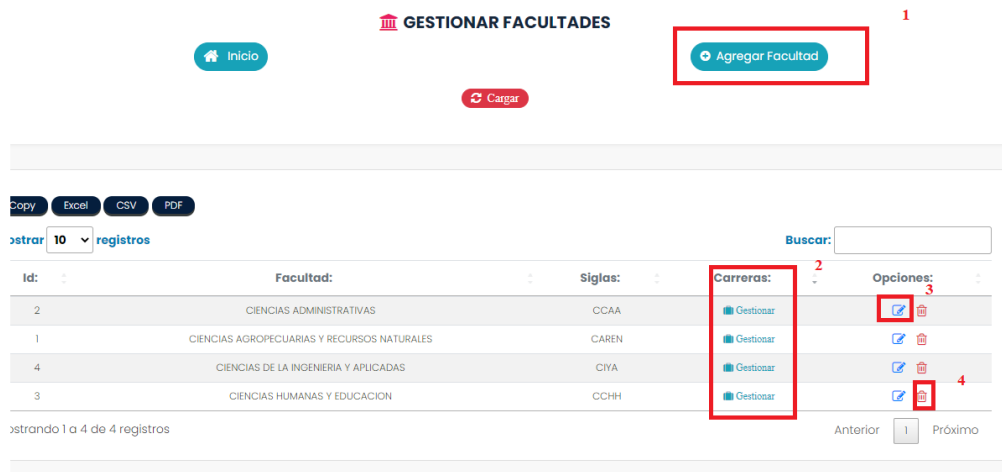 GESTIONAR FACULTADES
1
Inicio
Agregar Facultad
Cargar
Copy Excel CSV PDF
ostrar 10 registros Buscar:
2
Id: Facultad: Siglas: Carreras: Opciones:
3
2 CIENCIAS ADMINISTRATIVAS CCAA Gestionar
1 CIENCIAS AGROPECUARIAS Y RECURSOS NATURALES CAREN Gestionar
4 CIENCIAS DE LA INGENIERIA Y APLICADAS CIYA Gestionar
4
3 CIENCIAS HUMANAS Y EDUCACION CCHH Gestionar
ostrando 1 a 4 de 4 registros Anterior 1 Próximo